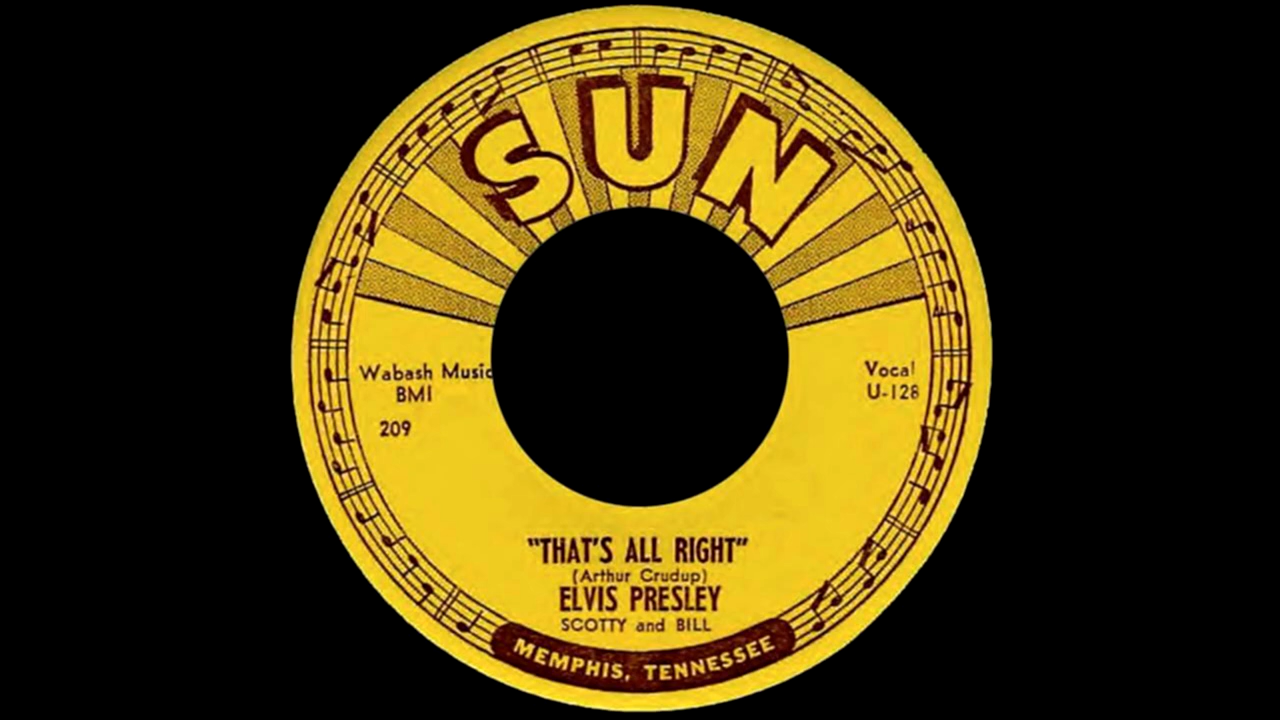 SUN
Wabash Music
BMI
209
Vocal
U-128
"THAT'S ALL RIGHT"
(Arthur Crudup)
ELVIS PRESLEY
SCOTTY and BILL
MEMPHIS, TENNESSEE